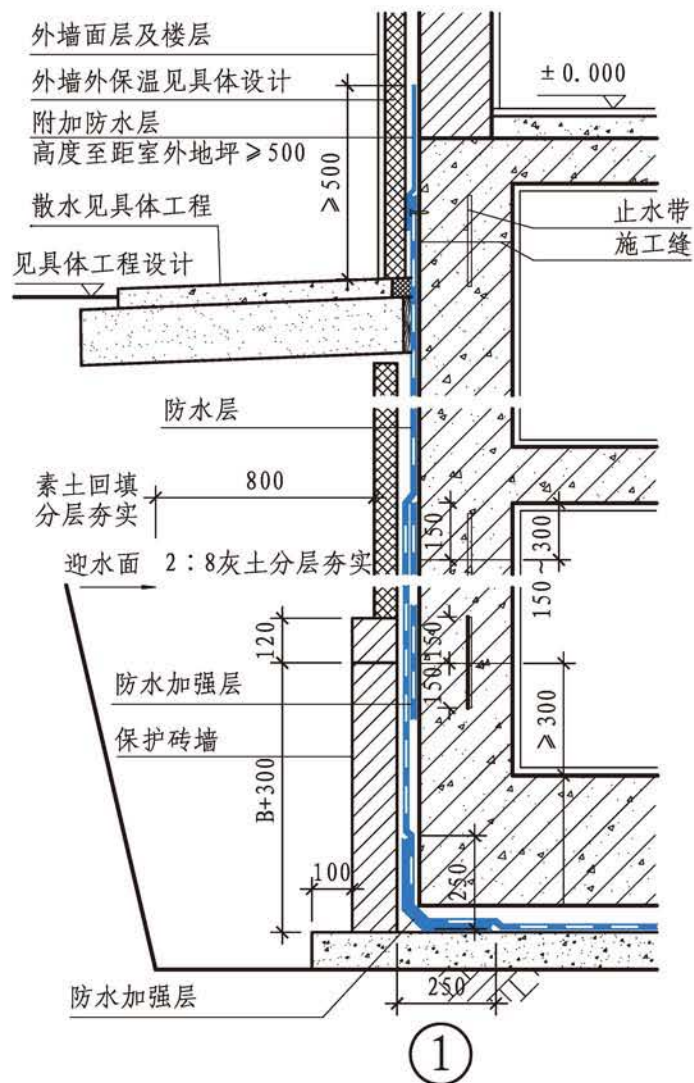 外墙面层及楼层
外墙外保温见具体设计
±0.000
附加防水层
高度至距室外地坪≥500
≥500
散水见具体工程
止水带
施工缝
见具体工程设计
防水层
素土回填
分层夯实
800
150
150~300
迎水面
2:8灰土分层夯实
120
150
150
防水加强层
保护砖墙
≥300
B+300
100
250
防水加强层
250
1